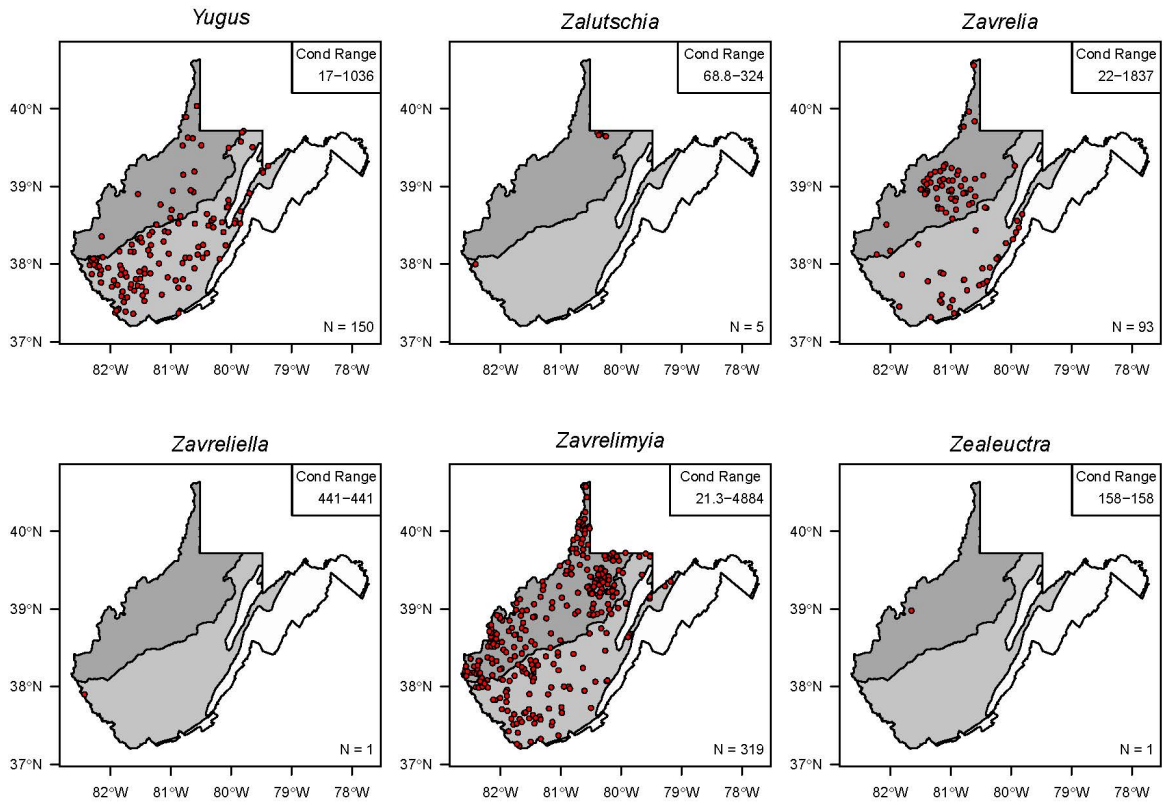 Yugus
Zalutschia
Zavrelia
Cond Range
17−1036
Cond Range
68.8−324
Cond Range
22−1837
40°N
39°N
38°N
37°N
40°N
39°N
38°N
37°N
40°N
39°N
38°N
37°N
N = 150
N = 5
N = 93
82°W 81°W 80°W 79°W 78°W
82°W 81°W 80°W 79°W 78°W
82°W 81°W 80°W 79°W 78°W
Zavreliella
Zavrelimyia
Zealeuctra
Cond Range
441−441
Cond Range
21.3−4884
Cond Range
158−158
40°N
39°N
38°N
37°N
40°N
39°N
38°N
37°N
40°N
39°N
38°N
37°N
N = 1
N = 319
N = 1
82°W 81°W 80°W 79°W 78°W
82°W 81°W 80°W 79°W 78°W
82°W 81°W 80°W 79°W 78°W